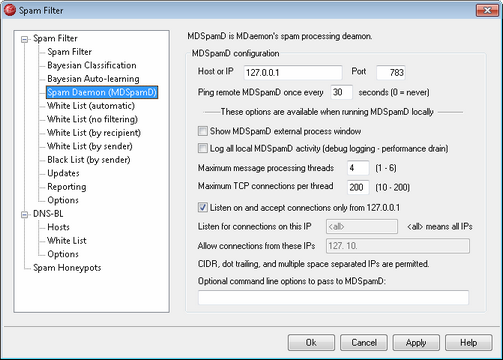 Spam Filter
Spam Filter
Spam Filter
Bayesian Classification
Bayesian Auto-learning
Spam Daemon (MDSpamD)
White List (automatic)
White List (no filtering)
White List (by recipient)
White List (by sender)
Black List (by sender)
Updates
Reporting
Options
DNS-BL
Hosts
White List
Options
Spam Honeypots
MDSpamD is MDaemon's spam processing deamon.
MDSpamD configuration
Host or IP 127.0.0.1 Port 783
Ping remote MDSpamD once every 30 seconds (0 = never)
These options are available when running MDSpamD locally
Show MDSpamD external process window
Log all local MDSpamD activity (debug logging - performance drain)
Maximum message processing threads 4 (1 - 6)
Maximum TCP connections per thread 200 (10 - 200)
Listen on and accept connections only from 127.0.0.1
Listen for connections on this IP <all> <all> means all IPs
Allow connections from these IPs 127. 10.
CIDR, dot trailing, and multiple space separated IPs are permitted.
Optional command line options to pass to MDSpamD:
Ok Cancel Apply Help